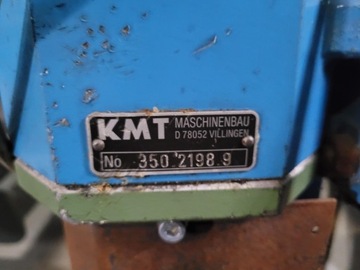 KMT MASCHINENBAU
D 78052 VILLINGEN
No 350 2198 9